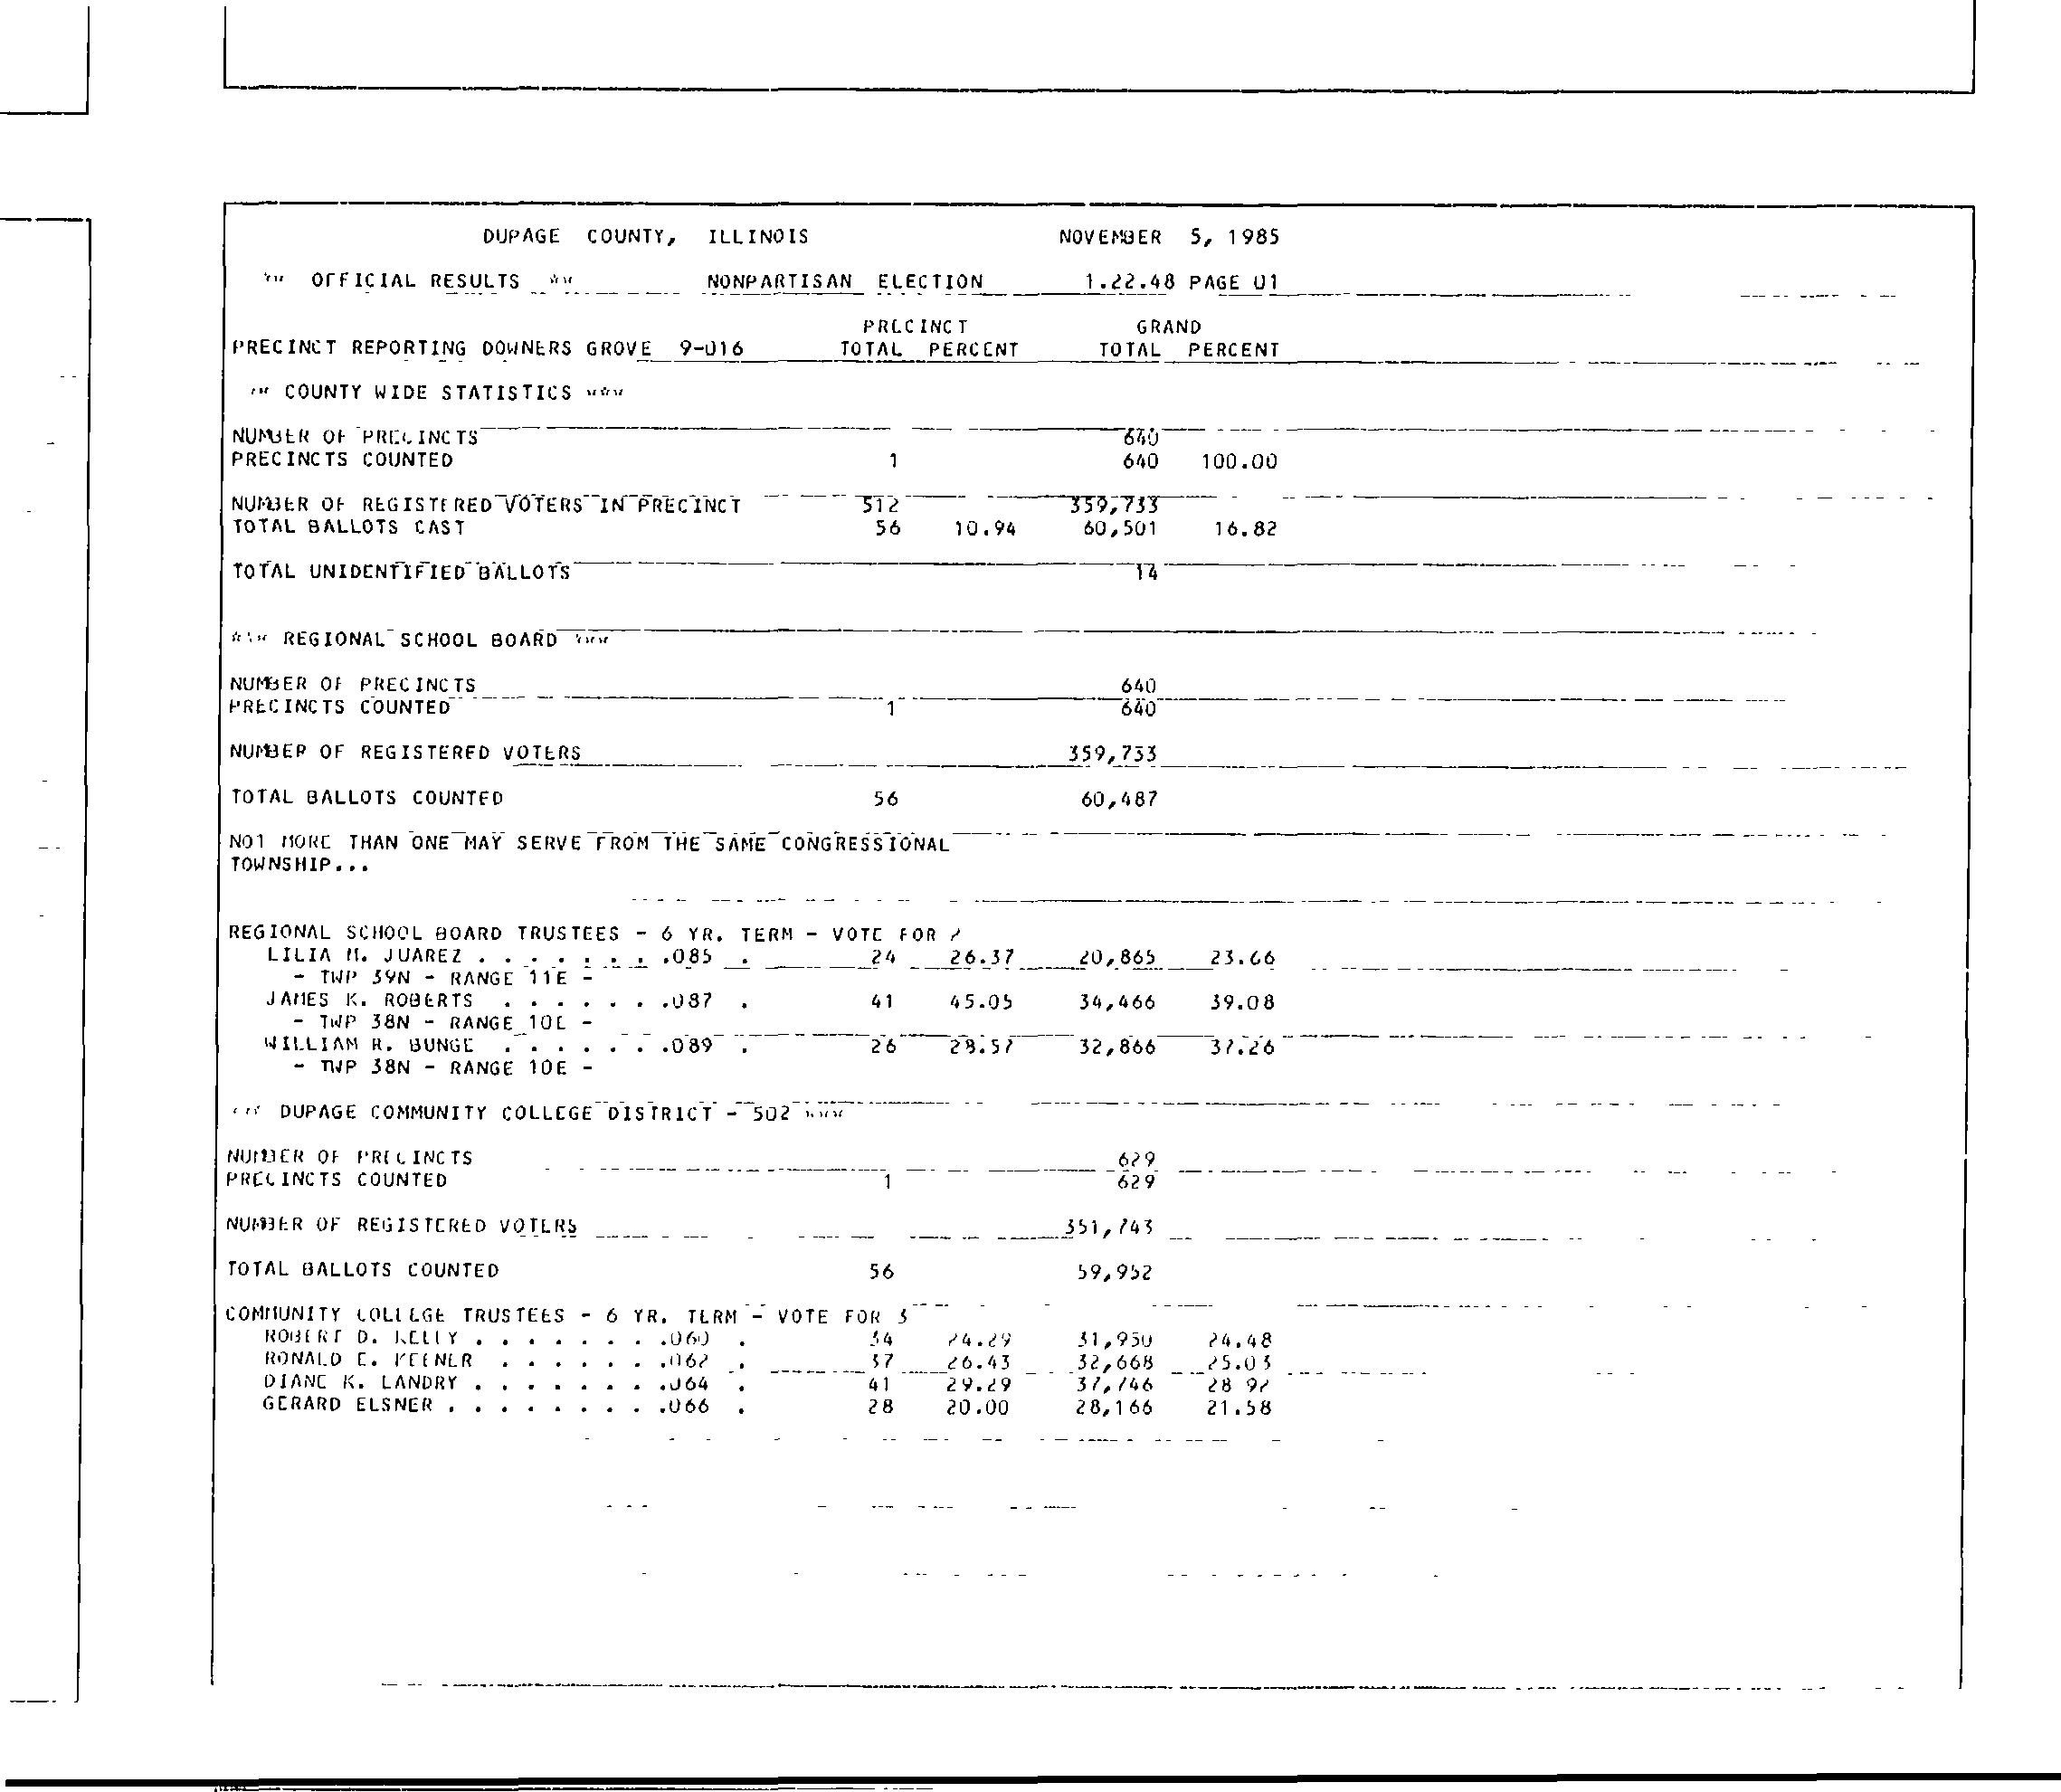 DUPAGE COUNTY, ILLINOIS NOVEMBER 5, 1985
** OFFICIAL RESULTS ** NONPARTISAN ELECTION 1.22.48 PAGE 01
PRECINCT GRAND
PRECINCT REPORTING DOWNERS GROVE 9-016 TOTAL PERCENT TOTAL PERCENT
** COUNTY WIDE STATISTICS ***
NUMBER OF PRECINCTS 640
PRECINCTS COUNTED 1 640 100.00
NUMBER OF REGISTERED VOTERS IN PRECINCT 512 359,733
TOTAL BALLOTS CAST 56 10.94 60,501 16.82
TOTAL UNIDENTIFIED BALLOTS 14
*** REGIONAL SCHOOL BOARD ***
NUMBER OF PRECINCTS 640
PRECINCTS COUNTED 1 640
NUMBER OF REGISTERED VOTERS 359,733
TOTAL BALLOTS COUNTED 56 60,487
NOT MORE THAN ONE MAY SERVE FROM THE SAME CONGRESSIONAL
TOWNSHIP...
REGIONAL SCHOOL BOARD TRUSTEES - 6 YR. TERM - VOTE FOR 2
LILIA M. JUAREZ . . . . . . . .085 . 24 26.37 20,865 23.66
- TWP 39N - RANGE 11E -
JAMES K. ROBERTS . . . . . . .087 . 41 45.05 34,466 39.08
- TWP 38N - RANGE 10E -
WILLIAM R. BUNGE . . . . . . .089 . 26 28.57 32,866 37.26
- TWP 38N - RANGE 10E -
*** DUPAGE COMMUNITY COLLEGE DISTRICT - 502 ***
NUMBER OF PRECINCTS 629
PRECINCTS COUNTED 1 629
NUMBER OF REGISTERED VOTERS 351,743
TOTAL BALLOTS COUNTED 56 59,952
COMMUNITY COLLEGE TRUSTEES - 6 YR. TERM - VOTE FOR 3
ROBERT D. KELLY . . . . . . . .060 . 34 24.29 31,950 24.48
RONALD E. KEENER . . . . . . .062 . 37 26.43 32,668 25.03
DIANE K. LANDRY . . . . . . . .064 . 41 29.29 37,746 28 92
GERARD ELSNER . . . . . . . . .066 . 28 20.00 28,166 21.58